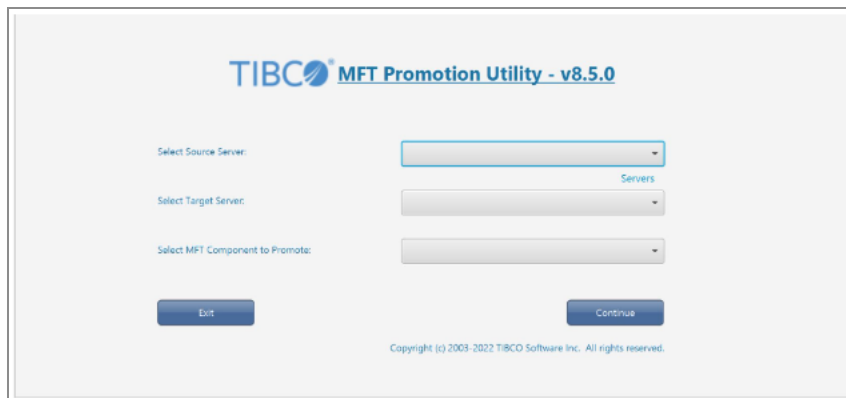 TIBCO® MFT Promotion Utility - v8.5.0
Select Source Server:
Servers
Select Target Server:
Select MFT Component to Promote:
Exit Continue
Copyright (c) 2003-2022 TIBCO Software Inc. All rights reserved.